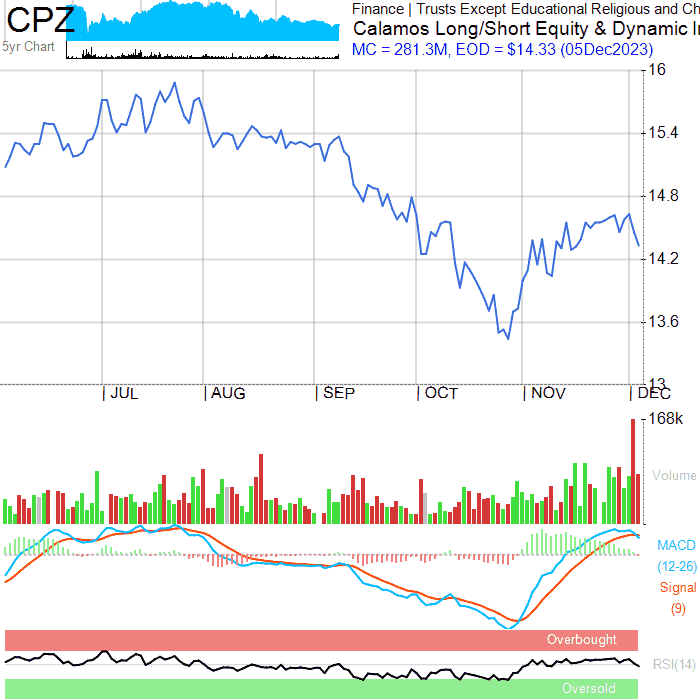 CPZ
5yr Chart
Finance | Trusts Except Educational Religious and Ch
Calamos Long/Short Equity & Dynamic In
MC = 281.3M, EOD = $14.33 (05Dec2023)
16
15.4
14.8
14.2
13.6
13
| JUL | AUG | SEP | OCT | NOV | DEC
168k
Volume
MACD
(12-26)
Signal
(9)
Overbought
RSI(14)
Oversold